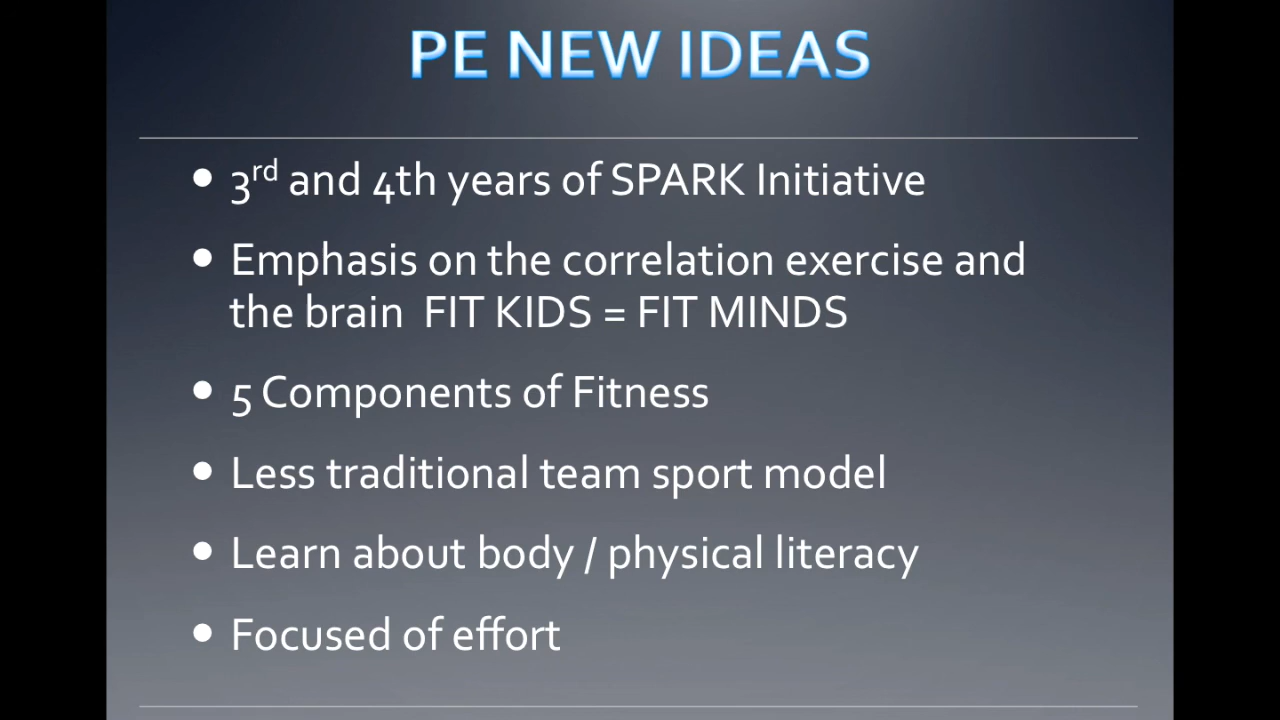 PE NEW IDEAS
• 3rd and 4th years of SPARK Initiative
• Emphasis on the correlation exercise and
the brain  FIT KIDS = FIT MINDS
• 5 Components of Fitness
• Less traditional team sport model
• Learn about body / physical literacy
• Focused of effort